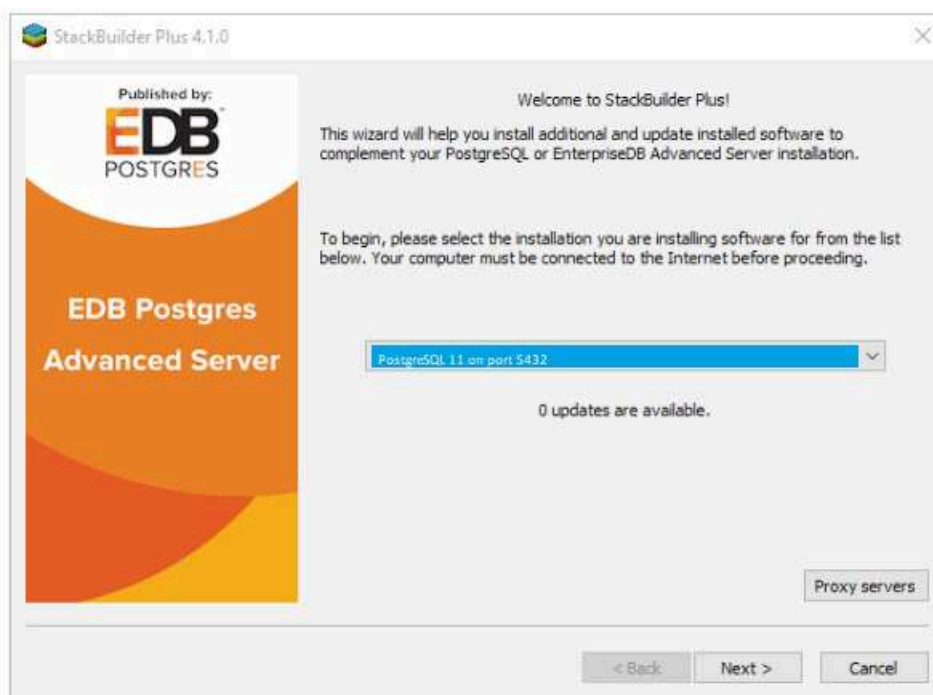 StackBuilder Plus 4.1.0
Published by:
EDB
POSTGRES
EDB Postgres
Advanced Server
Welcome to StackBuilder Plus!
This wizard will help you install additional and update installed software to
complement your PostgreSQL or EnterpriseDB Advanced Server installation.
To begin, please select the installation you are installing software for from the list
below. Your computer must be connected to the Internet before proceeding.
PostgreSQL 11 on port 5432
0 updates are available.
Proxy servers
< Back
Next >
Cancel